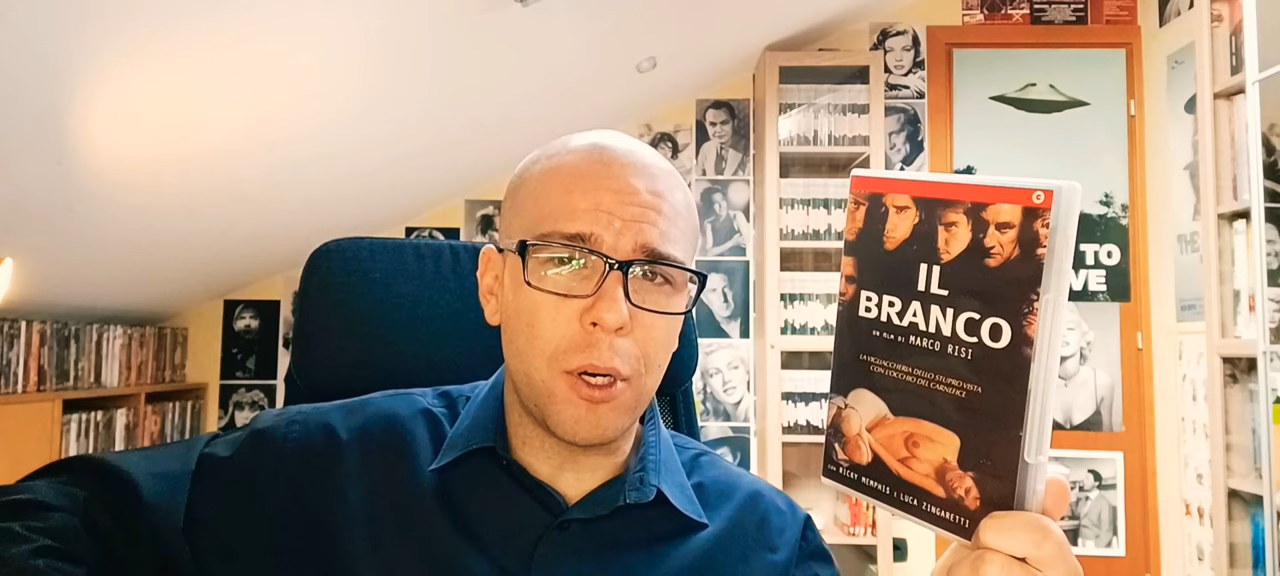 G
IL
BRANCO
UN FILM DI MARCO RISI
LA VIGLIACCHERIA DELLO STUPRO VISTA
CON L'OCCHIO DEL CARNEFICE
CON RICKY MEMPHIS E LUCA ZINGARETTI
TO
VE
THE